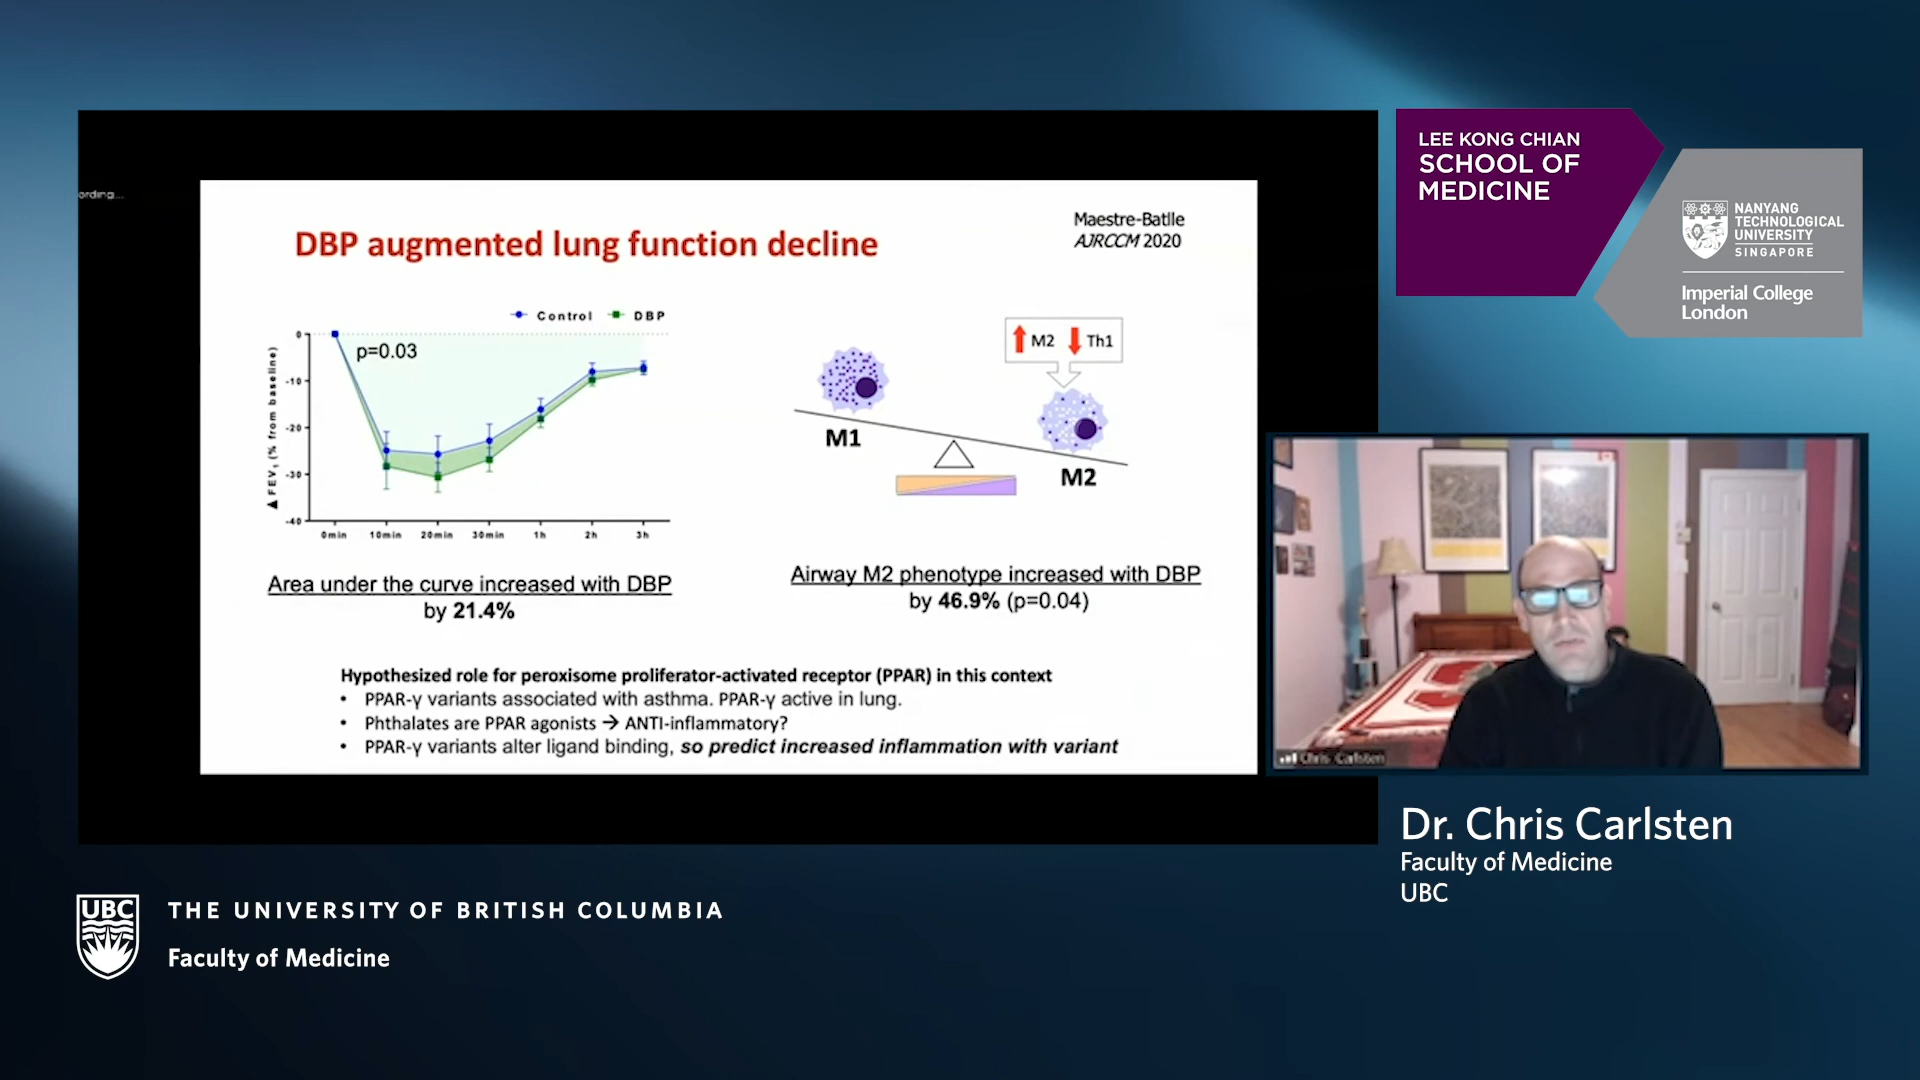 ording...
DBP augmented lung function decline
Maestre-Batlle
AJRCCM 2020
Control DBP
p=0.03
▲FEV1 (% from baseline)
0
-10
-20
-30
-40
0min 10min 20min 30min 1h 2h 3h
Area under the curve increased with DBP
by 21.4%
M2 Th1
M1
M2
Airway M2 phenotype increased with DBP
by 46.9% (p=0.04)
Hypothesized role for peroxisome proliferator-activated receptor (PPAR) in this context
• PPAR-γ variants associated with asthma. PPAR-γ active in lung.
• Phthalates are PPAR agonists → ANTI-inflammatory?
• PPAR-γ variants alter ligand binding, so predict increased inflammation with variant
LEE KONG CHIAN
SCHOOL OF
MEDICINE
NANYANG
TECHNOLOGICAL
UNIVERSITY
SINGAPORE
Imperial College
London
Chris Carlsten
Dr. Chris Carlsten
Faculty of Medicine
UBC
UBC
THE UNIVERSITY OF BRITISH COLUMBIA
Faculty of Medicine